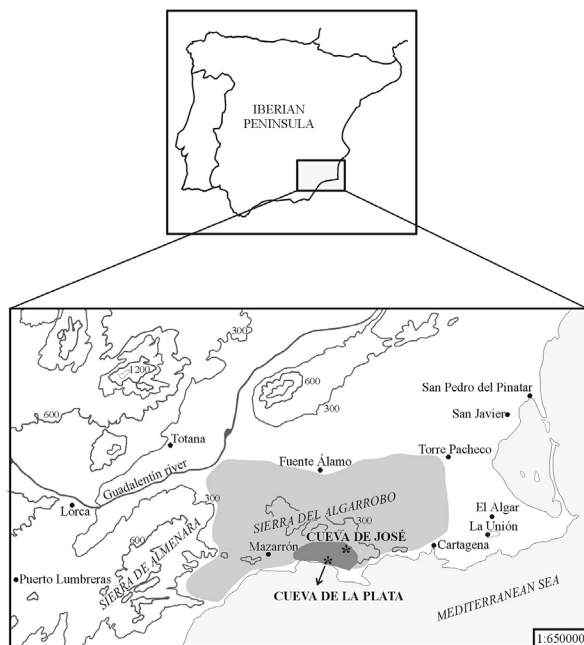 IBERIAN
PENINSULA
300
1200
600
300
600
San Pedro del Pinatar
San Javier
Totana
Fuente Álamo
Torre Pacheco
Guadalentín river
Lorca
300
SIERRA DEL ALGARROBO
300
El Algar
La Unión
CUEVA DE JOSÉ
600
Mazarrón
Cartagena
SIERRA DE ALMENARA
Puerto Lumbreras
CUEVA DE LA PLATA
MEDITERRANEAN SEA
1:650000